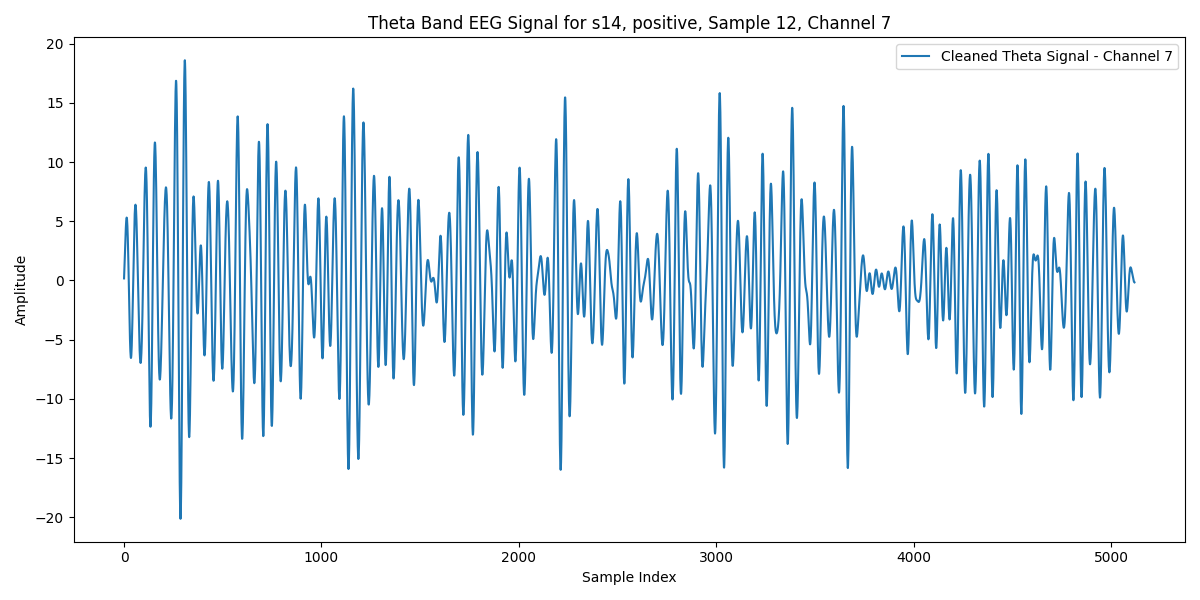 Theta Band EEG Signal for s14, positive, Sample 12, Channel 7
Cleaned Theta Signal - Channel 7
Amplitude
20
15
10
5
0
−5
−10
−15
−20
0 1000 2000 3000 4000 5000
Sample Index